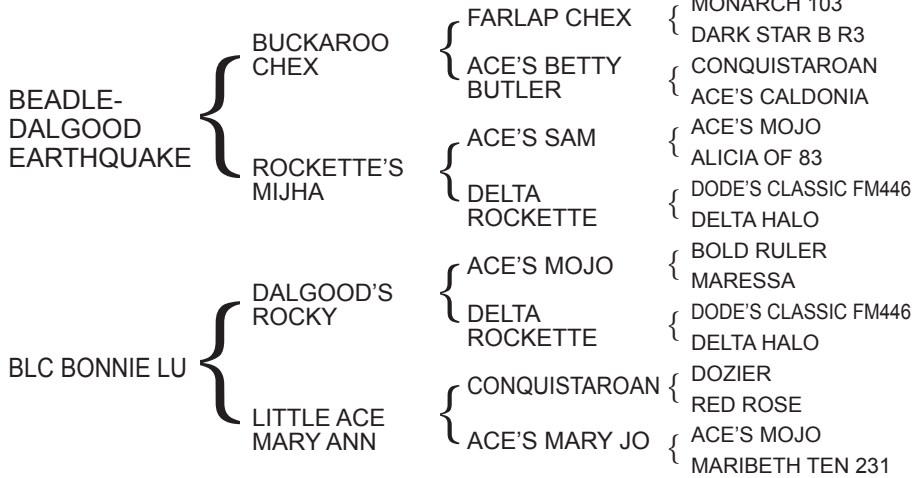 BEADLE-
DALGOOD
EARTHQUAKE
BUCKAROO
CHEX
FARLAP CHEX
MONARCH 103
DARK STAR B R3
ACE'S BETTY
BUTLER
CONQUISTAROAN
ACE'S CALDONIA
ROCKETTE'S
MIJHA
ACE'S SAM
ACE'S MOJO
ALICIA OF 83
DELTA
ROCKETTE
DODE'S CLASSIC FM446
DELTA HALO
BLC BONNIE LU
DALGOOD'S
ROCKY
ACE'S MOJO
BOLD RULER
MARESSA
DELTA
ROCKETTE
DODE'S CLASSIC FM446
DELTA HALO
LITTLE ACE
MARY ANN
CONQUISTAROAN
DOZIER
RED ROSE
ACE'S MARY JO
ACE'S MOJO
MARIBETH TEN 231